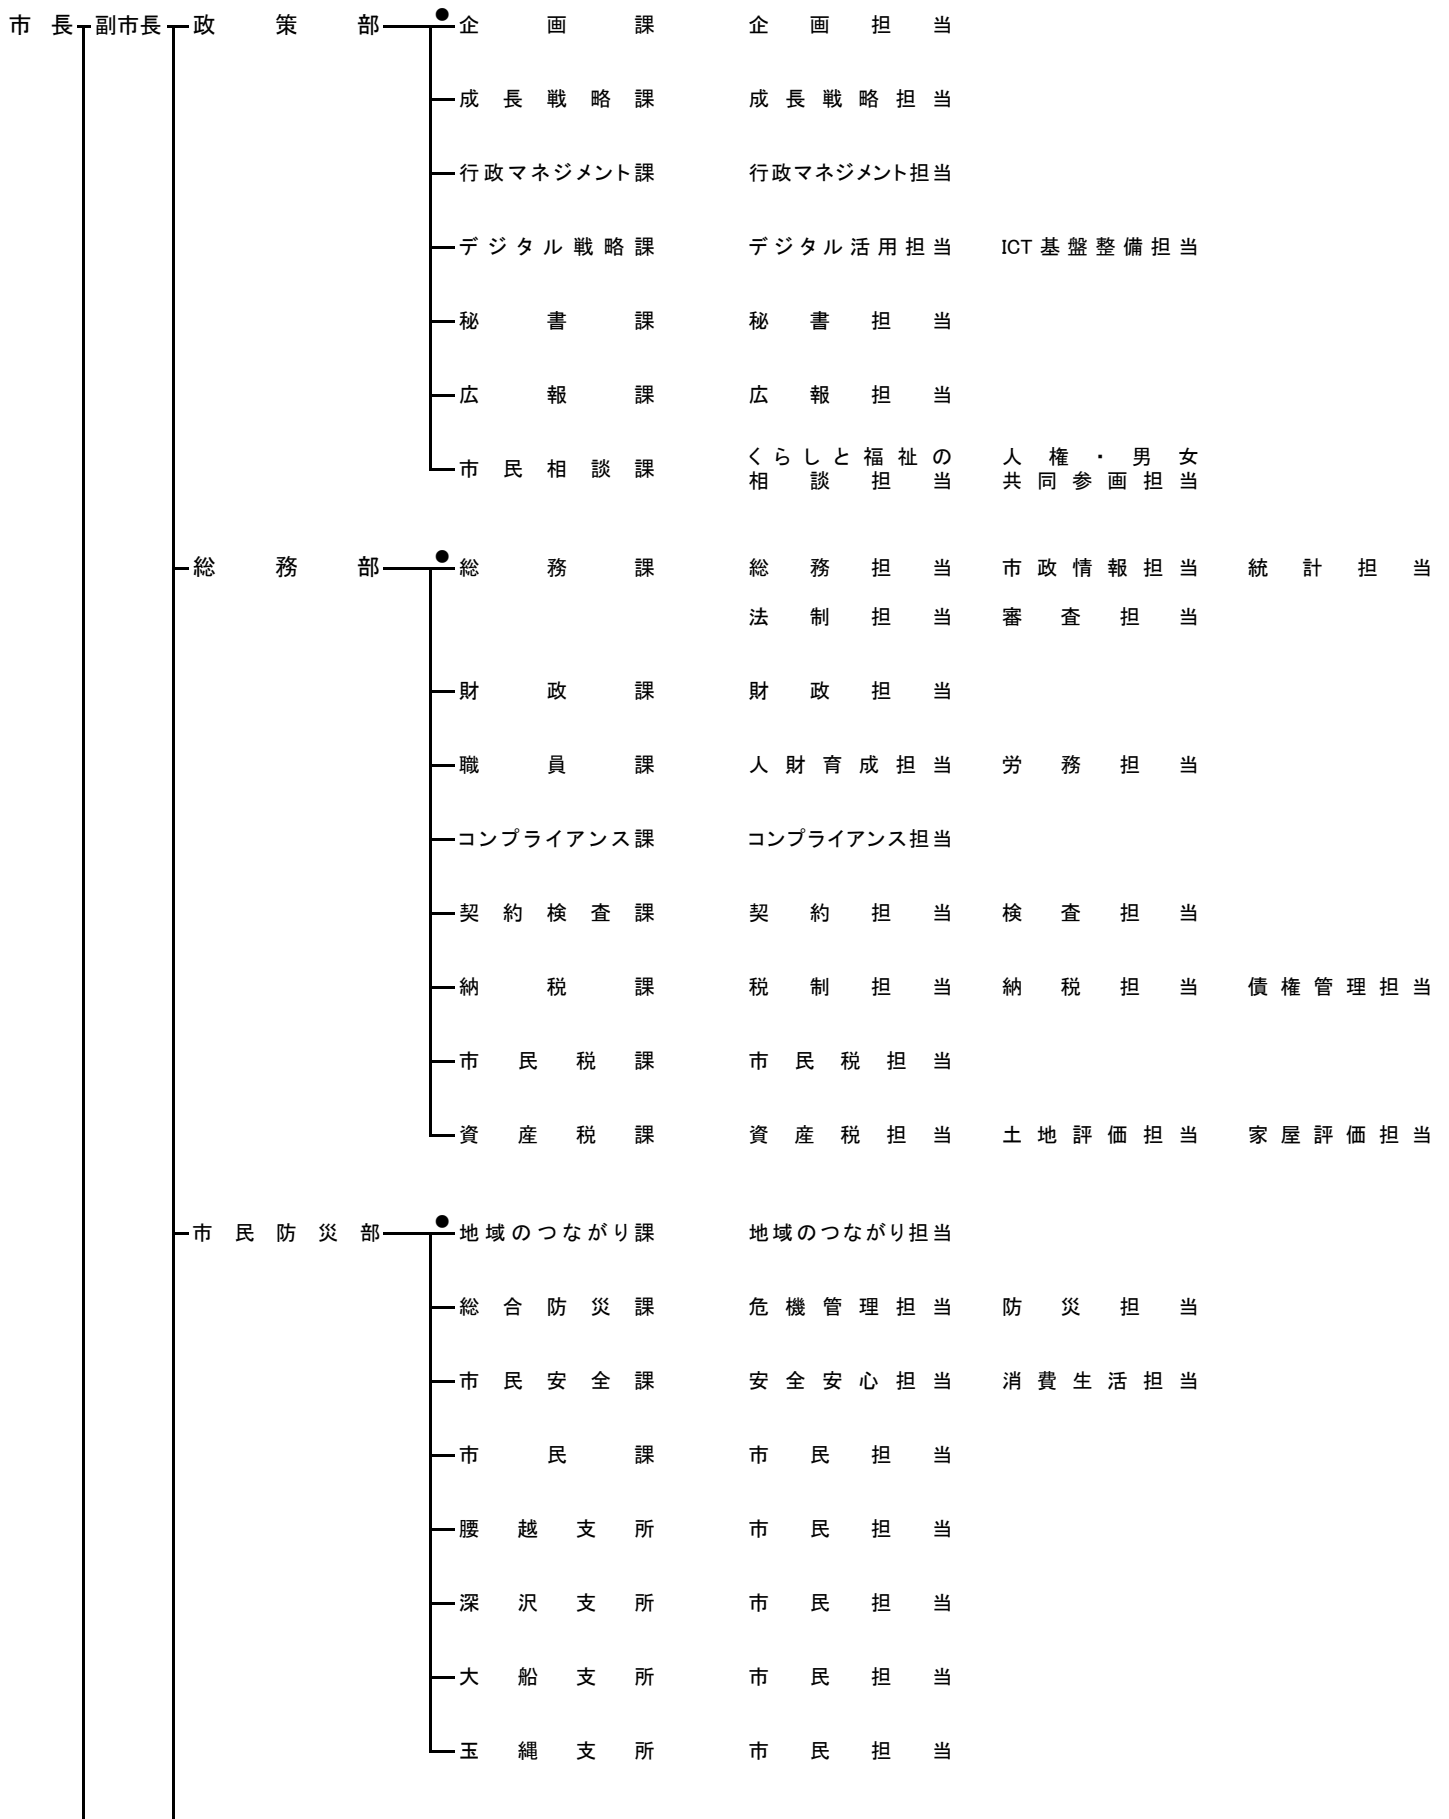 市長 副市長 政策部 ● 企画課 企画担当
成長戦略課 成長戦略担当
行政マネジメント課 行政マネジメント担当
デジタル戦略課 デジタル活用担当 ICT基盤整備担当
秘書課 秘書担当
広報課 広報担当
市民相談課 くらしと福祉の相談担当 人権・男女共同参画担当
総務部 ● 総務課 総務担当 市政情報担当 統計担当
法制担当 審査担当
財政課 財政担当
職員課 人財育成担当 労務担当
コンプライアンス課 コンプライアンス担当
契約検査課 契約担当 検査担当
納税課 税制担当 納税担当 債権管理担当
市民税課 市民税担当
資産税課 資産税担当 土地評価担当 家屋評価担当
市民防災部 ● 地域のつながり課 地域のつながり担当
総合防災課 危機管理担当 防災担当
市民安全課 安全安心担当 消費生活担当
市民課 市民担当
腰越支所 市民担当
深沢支所 市民担当
大船支所 市民担当
玉縄支所 市民担当